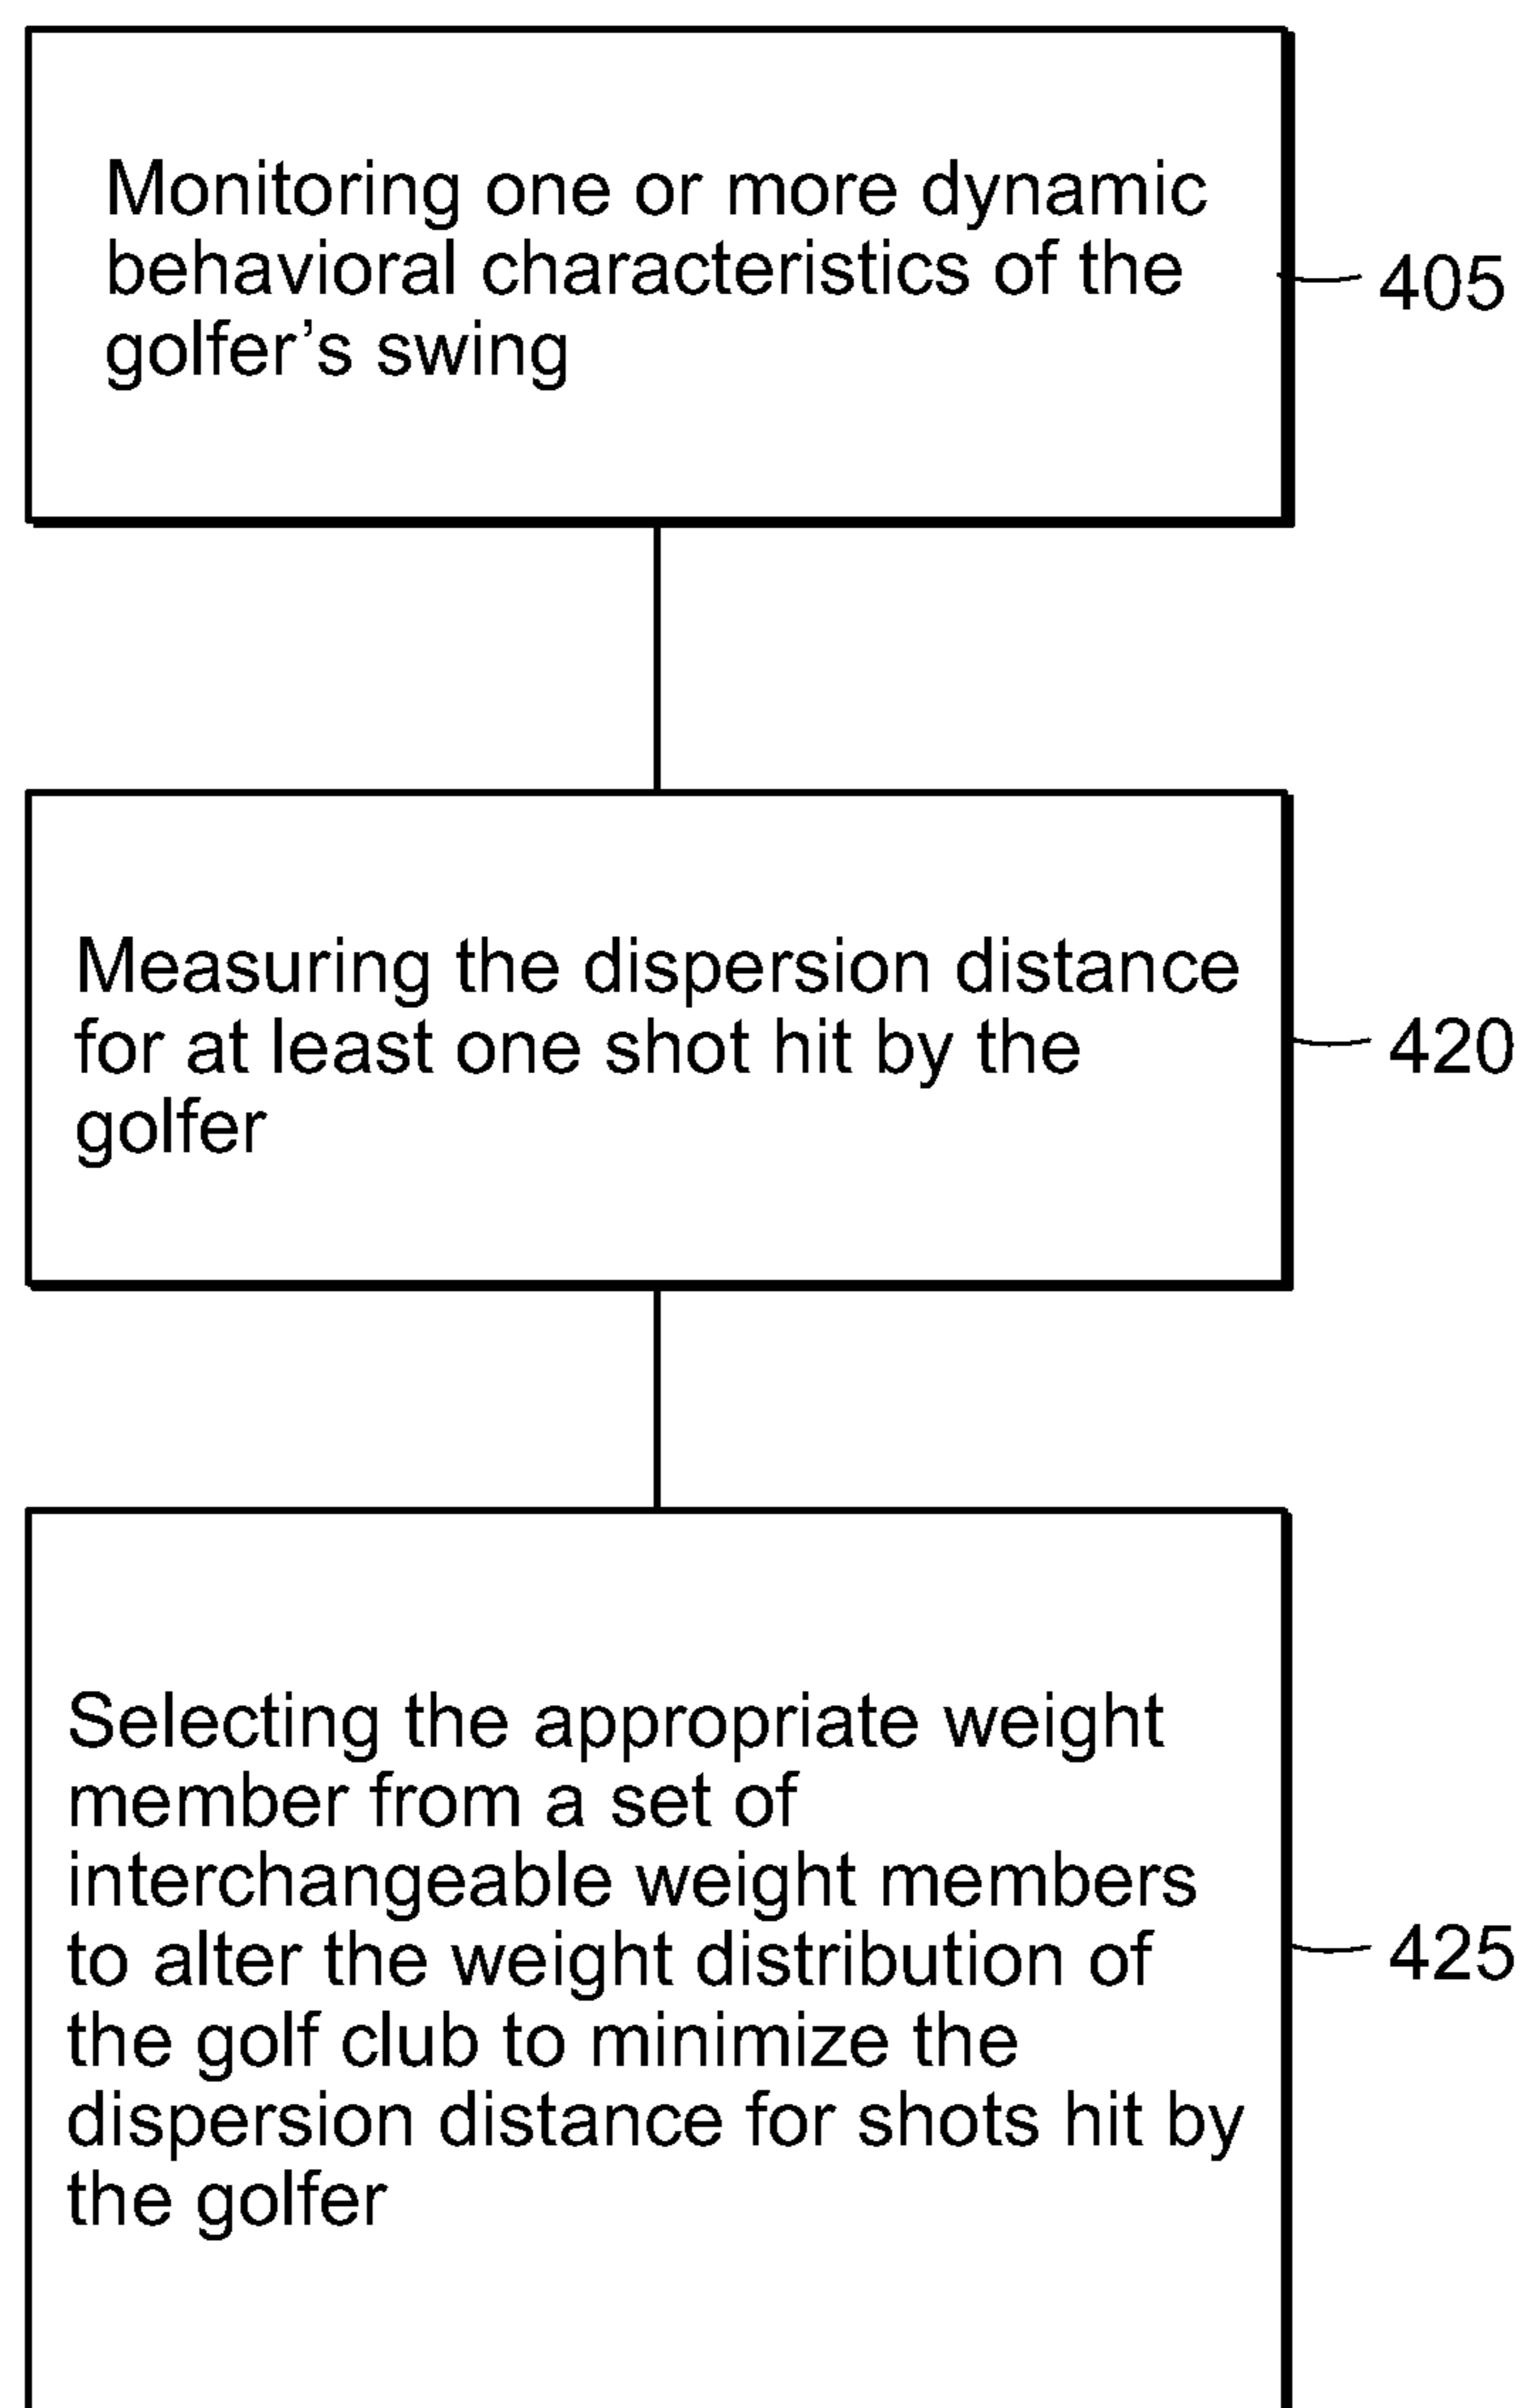 Monitoring one or more dynamic
behavioral characteristics of the
golfer’s swing
405
Measuring the dispersion distance
for at least one shot hit by the
golfer
420
Selecting the appropriate weight
member from a set of
interchangeable weight members
to alter the weight distribution of
the golf club to minimize the
dispersion distance for shots hit by
the golfer
425